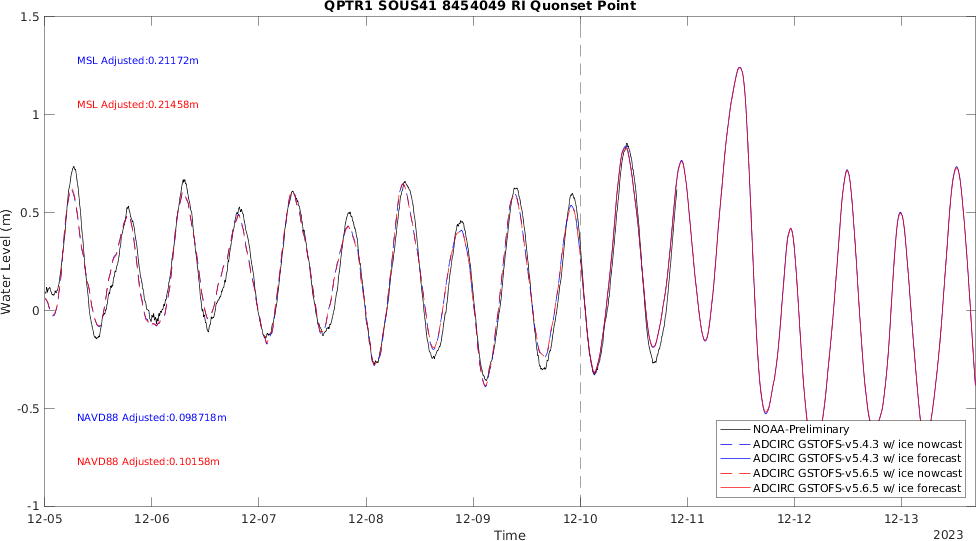 QPTR1 SOUS41 8454049 RI Quonset Point
1.5
MSL Adjusted:0.21172m
1
MSL Adjusted:0.21458m
0.5
Water Level (m)
0
-0.5
NAVD88 Adjusted:0.098718m
NOAA-Preliminary
ADCIRC GSTOFS-v5.4.3 w/ ice nowcast
NAVD88 Adjusted:0.10158m
ADCIRC GSTOFS-v5.4.3 w/ ice forecast
ADCIRC GSTOFS-v5.6.5 w/ ice nowcast
ADCIRC GSTOFS-v5.6.5 w/ ice forecast
-1
12-05 12-06 12-07 12-08 12-09 12-10 12-11 12-12 12-13
Time
2023